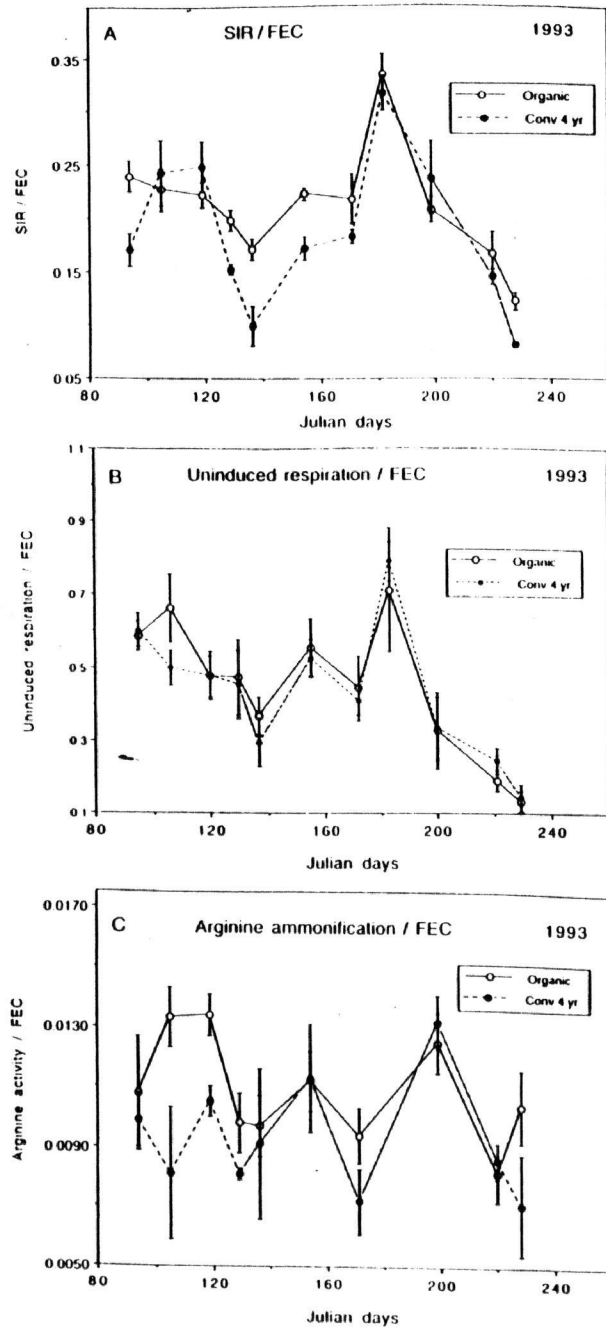 A SIR / FEC 1993
0.35
0.25
0.15
0.05
SIR / FEC
Organic
Conv 4 yr
80 120 160 200 240
Julian days
B Uninduced respiration / FEC 1993
1 1
0 9
0 7
0 5
0 3
0 1
Uninduced respiration / FEC
Organic
Conv 4 yr
80 120 160 200 240
Julian days
C Arginine ammonification / FEC 1993
0.0170
0.0130
0.0090
0.0050
Arginine activity / FEC
Organic
Conv 4 yr
80 120 160 200 240
Julian days